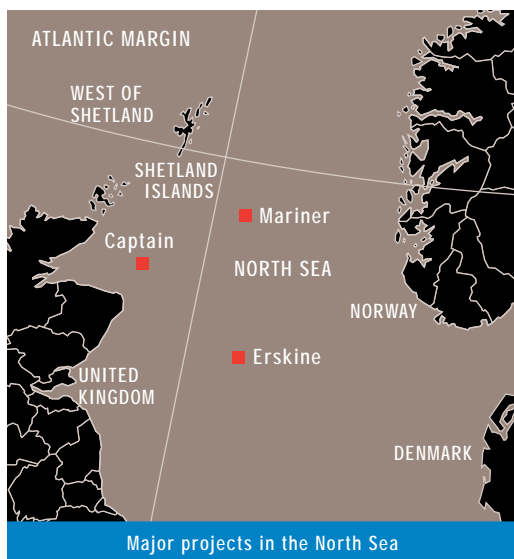 ATLANTIC MARGIN
WEST OF
SHETLAND
SHETLAND
ISLANDS
Mariner
Captain
NORTH SEA
NORWAY
Erskine
UNITED
KINGDOM
DENMARK
Major projects in the North Sea